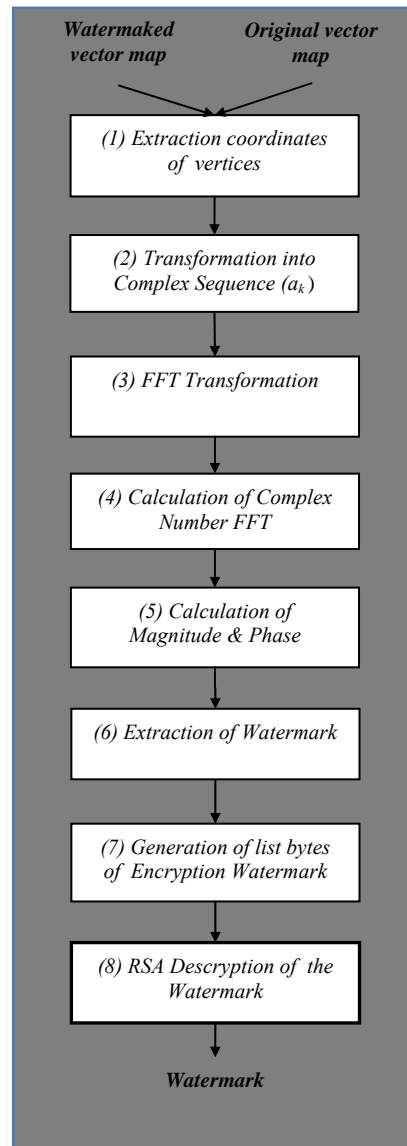 Watermaked Original vector
vector map map
(1) Extraction coordinates
of vertices
(2) Transformation into
Complex Sequence (ak)
(3) FFT Transformation
(4) Calculation of Complex
Number FFT
(5) Calculation of
Magnitude & Phase
(6) Extraction of Watermark
(7) Generation of list bytes
of Encryption Watermark
(8) RSA Descryption of the
Watermark
Watermark